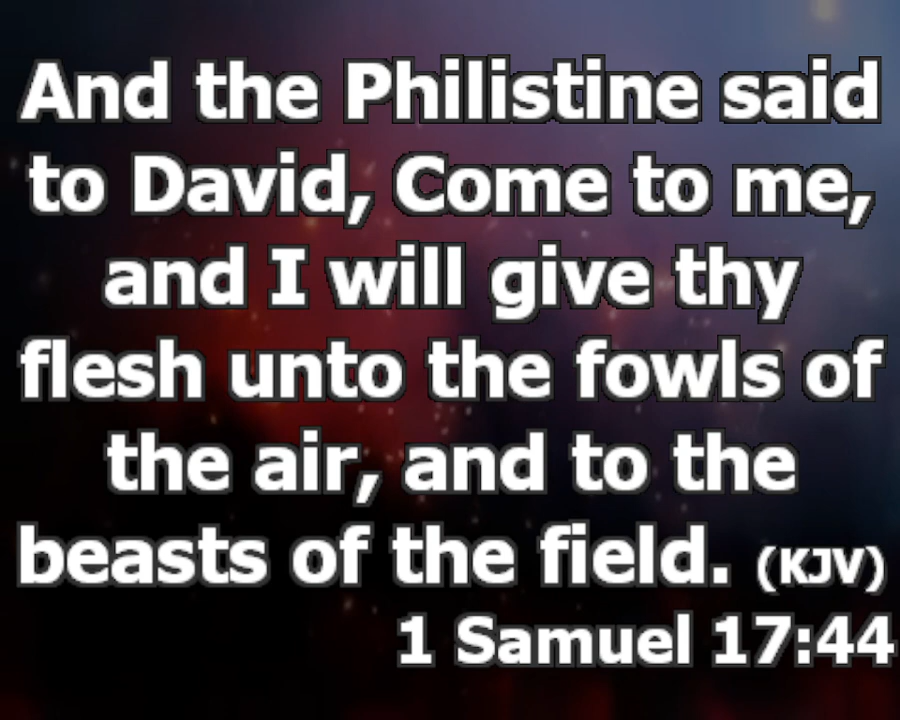 And the Philistine said
to David, Come to me,
and I will give thy
flesh unto the fowls of
the air, and to the
beasts of the field. (KJV)
1 Samuel 17:44